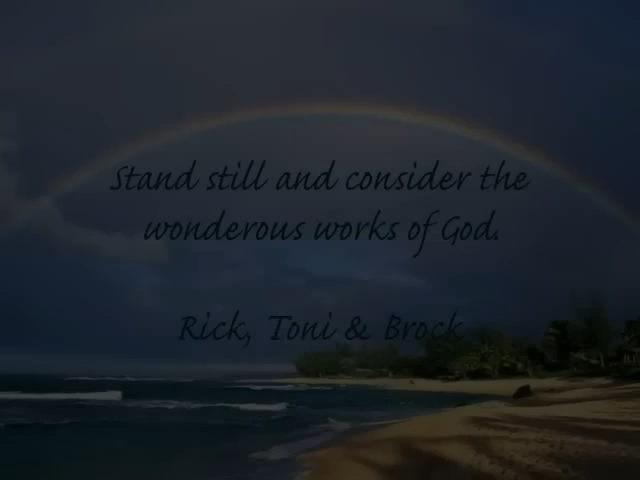 Stand still and consider the
wonderous works of God.
Rick, Toni & Brock